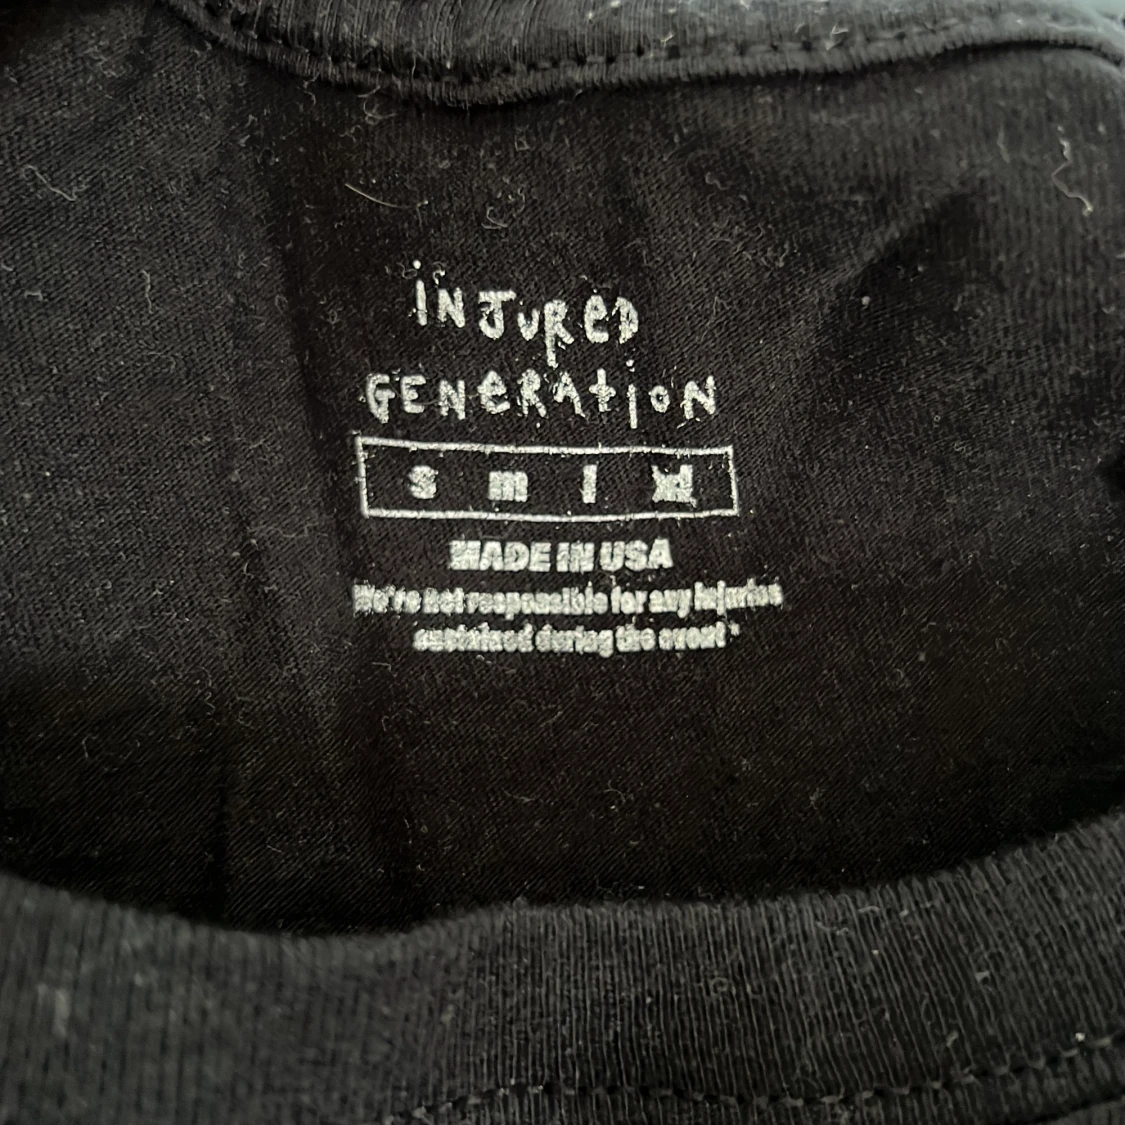 iNJURED
GENERATiON
s m l xl
MADE IN USA
We're not responsible for any injuries
sustained during the event*